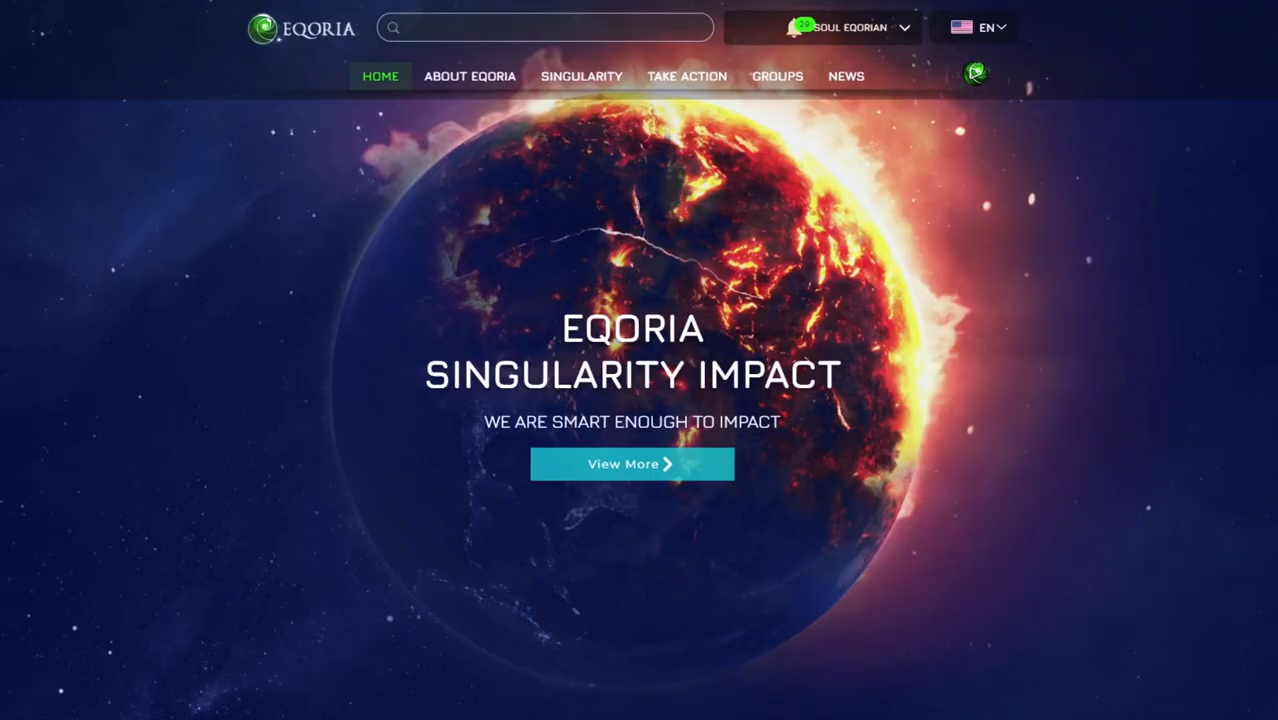 EQORIA
29
SOUL EQORIAN
EN
HOME
ABOUT EQORIA
SINGULARITY
TAKE ACTION
GROUPS
NEWS
EQORIA
SINGULARITY IMPACT
WE ARE SMART ENOUGH TO IMPACT
View More